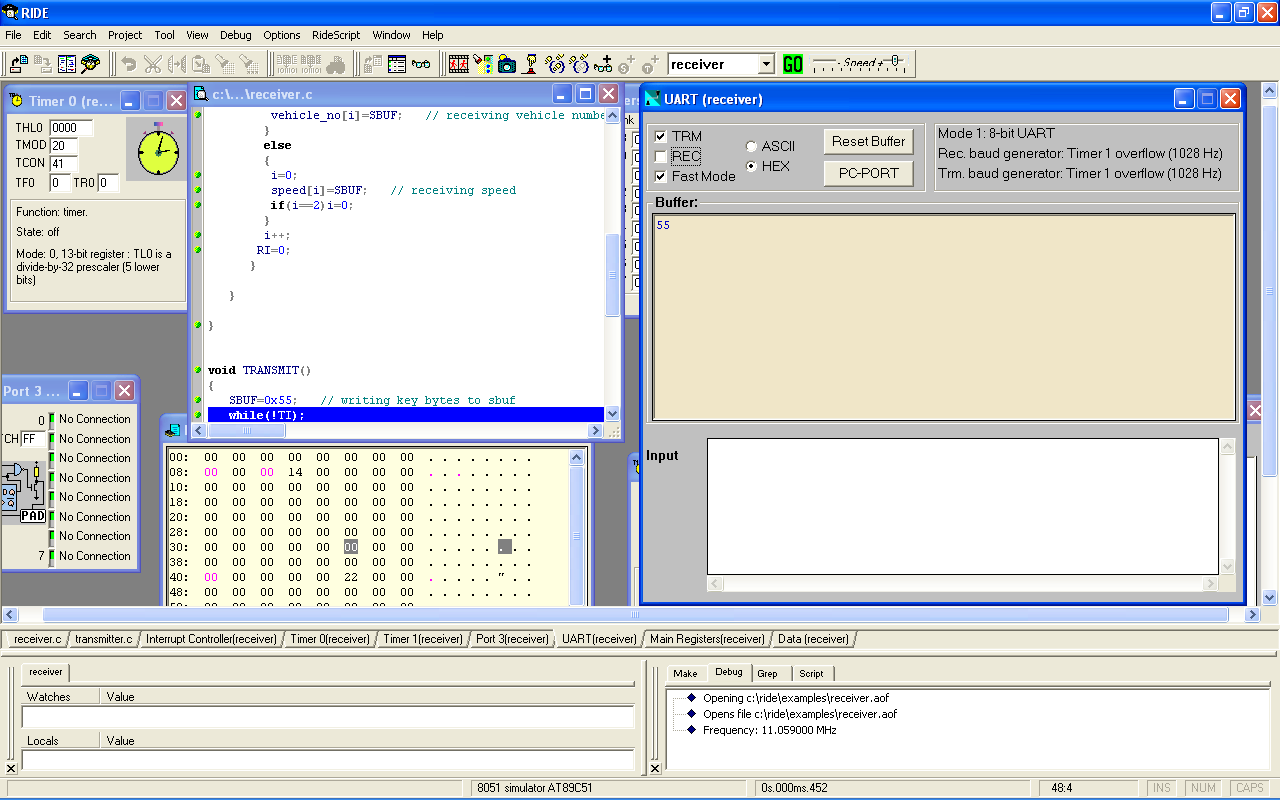 RIDE
File Edit Search Project Tool View Debug Options RideScript Window Help
receiver GO Speed
Timer 0 (re...
THL0 0000
TMOD 20
TCON 41
TF0 0 TR0 0
Function: timer.
State: off
Mode: 0, 13-bit register : TL0 is a
divide-by-32 prescaler (5 lower
bits)
c:\...\receiver.c
vehicle_no[i]=SBUF; // receiving vehicle numbe
}
else
{
i=0;
speed[i]=SBUF; // receiving speed
if(i==2)i=0;
}
i++;
RI=0;
}
}
}
void TRANSMIT()
{
SBUF=0x55; // writing key bytes to sbuf
while(!TI);
UART (receiver)
TRM
REC
Fast Mode
ASCII
HEX
Reset Buffer
PC-PORT
Mode 1: 8-bit UART
Rec. baud generator: Timer 1 overflow (1028 Hz)
Trm. baud generator: Timer 1 overflow (1028 Hz)
Buffer:
55
Input
Port 3 ...
0 No Connection
CH FF No Connection
No Connection
No Connection
No Connection
PAD No Connection
No Connection
7 No Connection
00: 00 00 00 00 00 00 00 00 . . . . . . . .
08: 00 00 00 14 00 00 00 00 . . . . . . . .
10: 00 00 00 00 00 00 00 00 . . . . . . . .
18: 00 00 00 00 00 00 00 00 . . . . . . . .
20: 00 00 00 00 00 00 00 00 . . . . . . . .
28: 00 00 00 00 00 00 00 00 . . . . . . . .
30: 00 00 00 00 00 00 00 00 . . . . . . . .
38: 00 00 00 00 00 00 00 00 . . . . . . . .
40: 00 00 00 00 00 22 00 00 . . . . . " . .
48: 00 00 00 00 00 00 00 00 . . . . . . . .
receiver.c transmitter.c Interrupt Controller(receiver) Timer 0(receiver) Timer 1(receiver) Port 3(receiver) UART(receiver) Main Registers(receiver) Data (receiver)
receiver
Watches Value
Locals Value
Make Debug Grep Script
Opening c:\ride\examples\receiver.aof
Opens file c:\ride\examples\receiver.aof
Frequency: 11.059000 MHz
8051 simulator AT89C51 0s.000ms.452 48:4 INS NUM CAPS